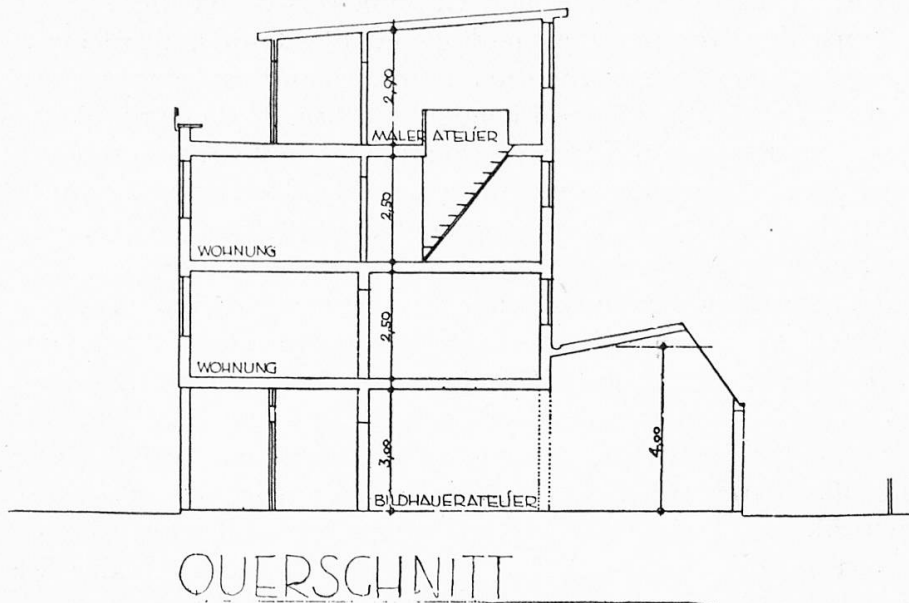 2,90
MALER ATELIER
2,50
WOHNUNG
2,50
WOHNUNG
3,00
4,00
BILDHAUERATELIER
QUERSCHNITT